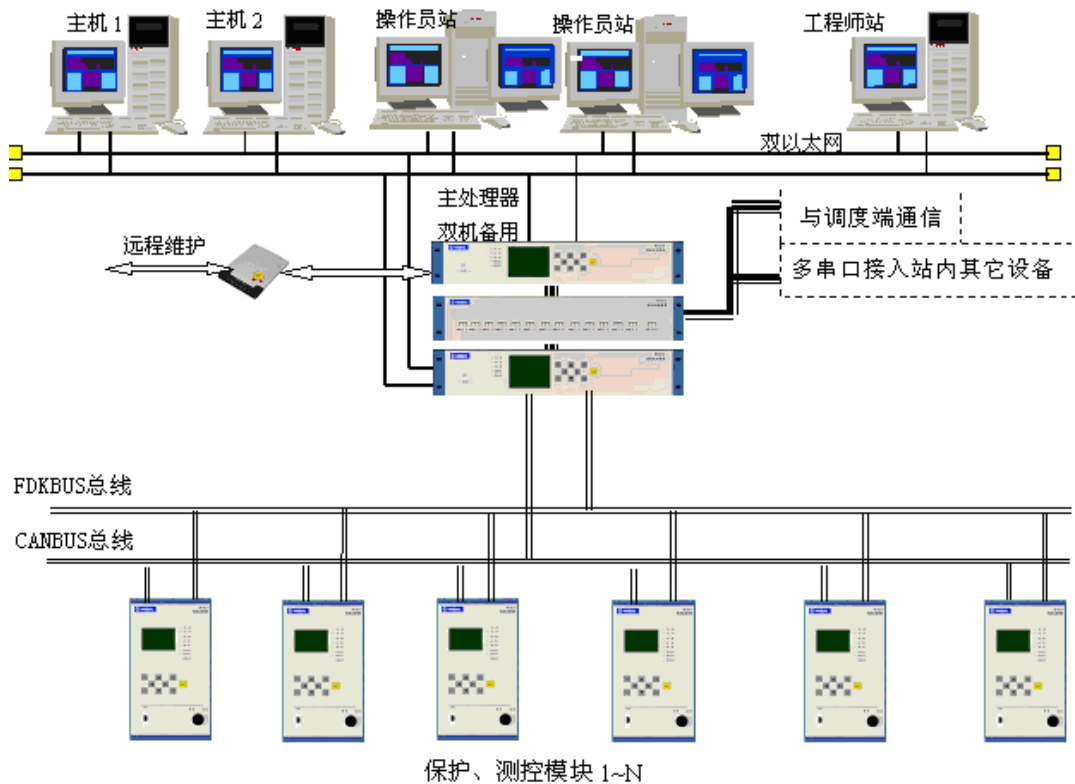 主机 1
主机 2
操作员站
操作员站
工程师站
双以太网
主处理器
双机备用
与调度端通信
远程维护
多串口接入站内其它设备
FDKBUS总线
CANBUS总线
保护、测控模块 1~N